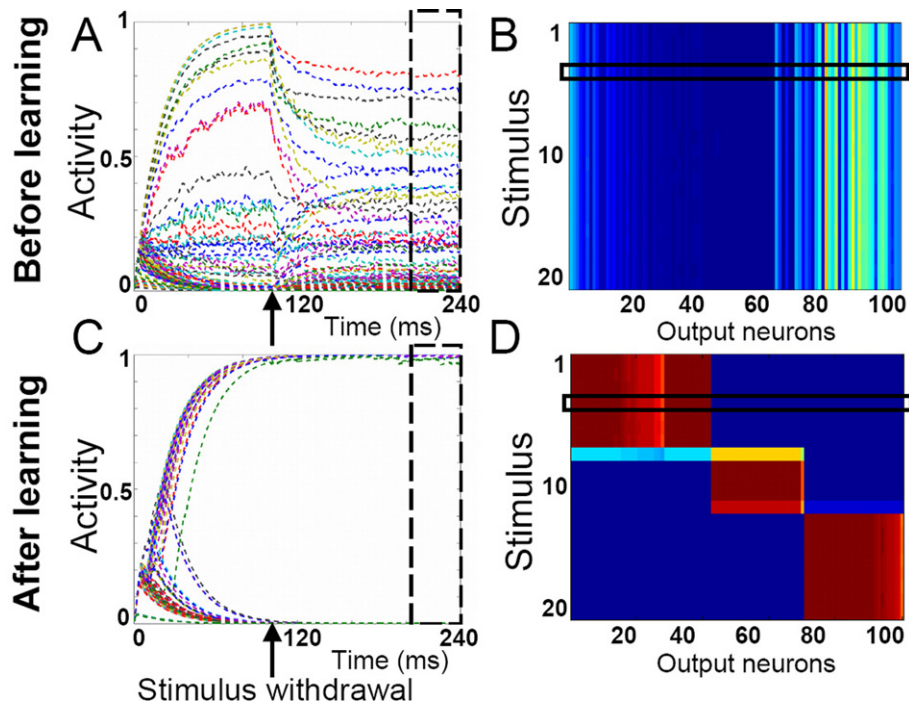 Before learning
A
Activity
1
0.5
0
0 120 240
Time (ms)
B
Stimulus
1
10
20
20 40 60 80 100
Output neurons
After learning
C
Activity
1
0.5
0
0 120 240
Time (ms)
Stimulus withdrawal
D
Stimulus
1
10
20
20 40 60 80 100
Output neurons